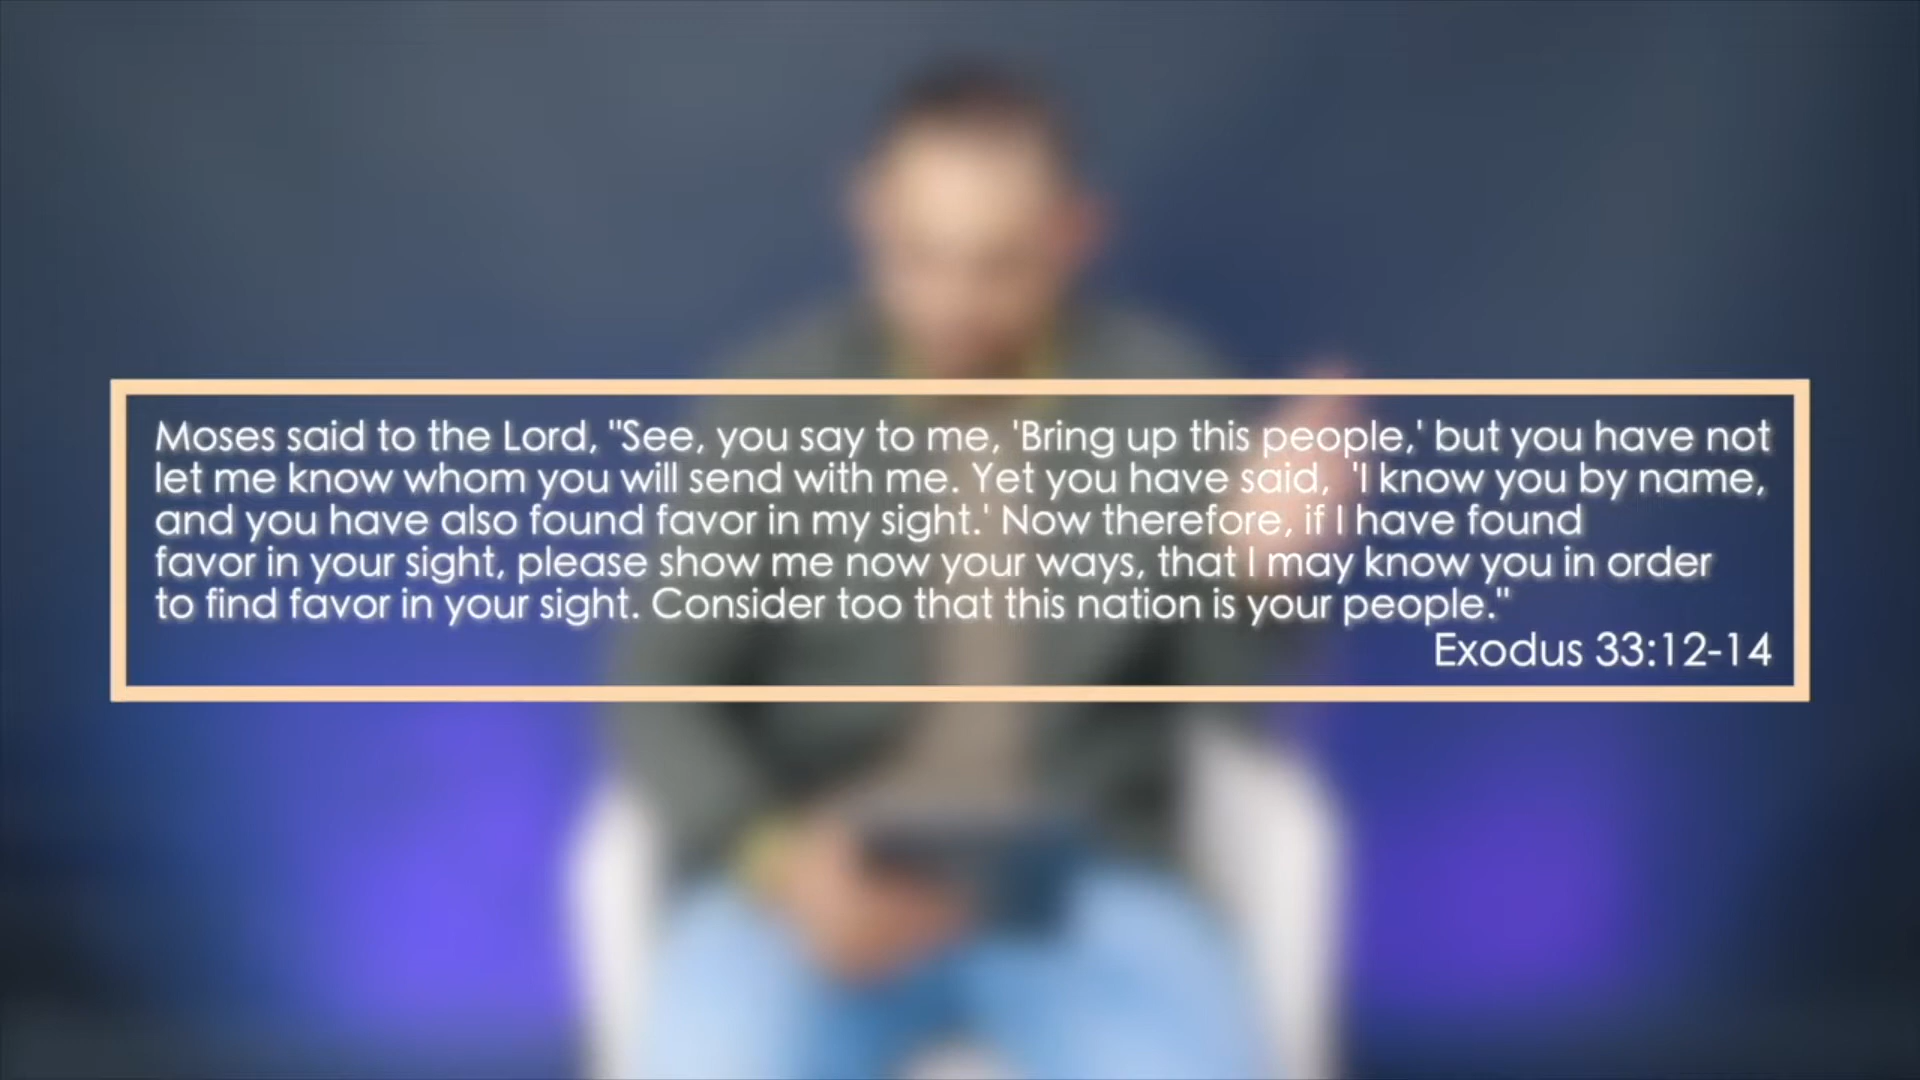 Moses said to the Lord, "See, you say to me, 'Bring up this people,' but you have not
let me know whom you will send with me. Yet you have said, 'I know you by name,
and you have also found favor in my sight.' Now therefore, if I have found
favor in your sight, please show me now your ways, that I may know you in order
to find favor in your sight. Consider too that this nation is your people."
Exodus 33:12-14